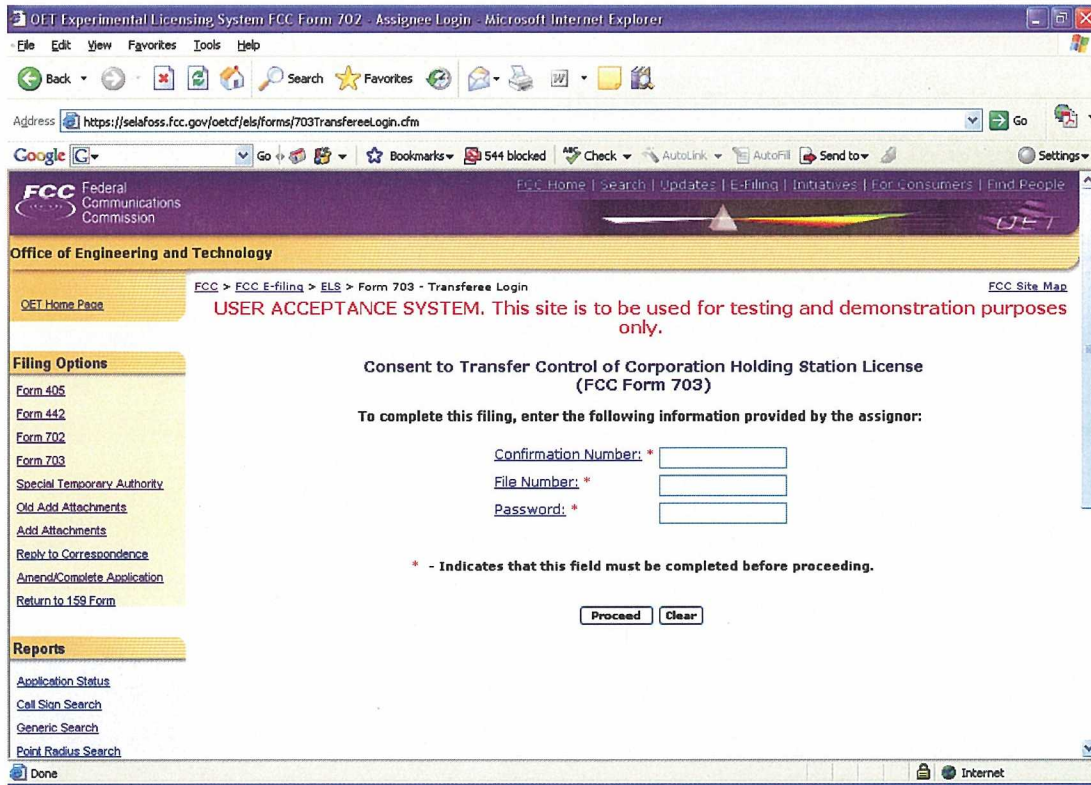 OET Experimental Licensing System FCC Form 702 - Assignee Login - Microsoft Internet Explorer
File Edit View Favorites Tools Help
Back Search Favorites
Address https://selafoss.fcc.gov/oetcf/els/forms/703TransfereeLogin.cfm Go
Google G Go Bookmarks 544 blocked ABC Check AutoLink AutoFill Send to Settings
FCC Federal Communications Commission
FCC Home | Search | Updates | E-Filing | Initiatives | For Consumers | Find People
OET
Office of Engineering and Technology
FCC > FCC E-filing > ELS > Form 703 - Transferee Login FCC Site Map
OET Home Page
USER ACCEPTANCE SYSTEM. This site is to be used for testing and demonstration purposes
only.
Filing Options
Form 405
Form 442
Form 702
Form 703
Special Temporary Authority
Old Add Attachments
Add Attachments
Reply to Correspondence
Amend/Complete Application
Return to 159 Form
Reports
Application Status
Call Sign Search
Generic Search
Point Radius Search
Consent to Transfer Control of Corporation Holding Station License
(FCC Form 703)
To complete this filing, enter the following information provided by the assignor:
Confirmation Number: *
File Number: *
Password: *
* - Indicates that this field must be completed before proceeding.
Proceed Clear
Done Internet